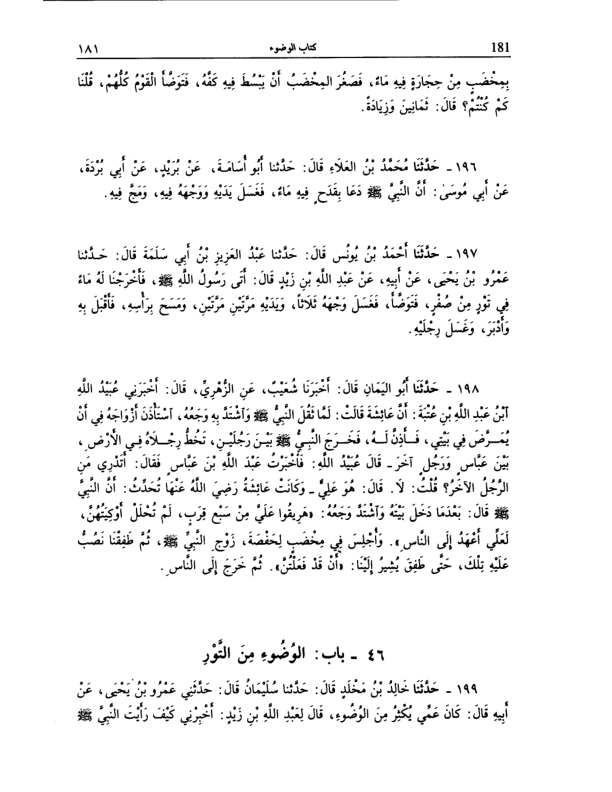 181 كتاب الوضوء ١٨١
بِمِخْضَبٍ مِنْ حِجَارَةٍ فِيهِ مَاءٌ، فَصَغُرَ المِخْضَبُ أَنْ يَبْسُطَ فِيهِ كَفَّهُ، فَتَوَضَّأَ الْقَوْمُ كُلُّهُمْ، قُلْنَا
كَمْ كُنْتُمْ؟ قَالَ: ثَمَانِينَ وَزِيَادَةً.
١٩٦ - حَدَّثَنَا مُحَمَّدُ بْنُ العَلَاءِ قَالَ: حَدَّثنا أَبُو أُسَامَةَ، عَنْ بُرَيْدٍ، عَنْ أَبِي بُرْدَةَ،
عَنْ أَبِي مُوسَىٰ: أَنَّ النَّبِيَّ ﷺ دَعَا بِقَدَحٍ فِيهِ مَاءٌ، فَغَسَلَ يَدَيْهِ وَوَجْهَهُ فِيهِ، وَمَجَّ فِيهِ.
١٩٧ - حَدَّثَنَا أَحْمَدُ بْنُ يُونُسَ قَالَ: حَدَّثنا عَبْدُ العَزِيزِ بْنُ أَبِي سَلَمَةَ قَالَ: حَدَّثنا
عَمْرُو بْنُ يَحْيَى، عَنْ أَبِيهِ، عَنْ عَبْدِ اللَّهِ بْنِ زَيْدٍ قَالَ: أَتَى رَسُولُ اللَّهِ ﷺ، فَأَخْرَجْنَا لَهُ مَاءً
فِي تَوْرٍ مِنْ صُفْرٍ، فَتَوَضَّأَ، فَغَسَلَ وَجْهَهُ ثَلَاثاً، وَيَدَيْهِ مَرَّتَيْنِ مَرَّتَيْنِ، وَمَسَحَ بِرَأْسِهِ، فَأَقْبَلَ بِهِ
وَأَدْبَرَ، وَغَسَلَ رِجْلَيْهِ.
١٩٨ - حَدَّثَنَا أَبُو اليَمَانِ قَالَ: أَخْبَرَنَا شُعَيْبٌ، عَنِ الزُّهْرِيِّ، قَالَ: أَخْبَرَنِي عُبَيْدُ اللَّهِ
ٱبْنُ عَبْدِ اللَّهِ بْنِ عُتْبَةَ: أَنَّ عَائِشَةَ قَالَتْ: لَمَّا ثَقُلَ النَّبِيُّ ﷺ وَٱشْتَدَّ بِهِ وَجَعُهُ، ٱسْتَأْذَنَ أَزْوَاجَهُ فِي أَنْ
يُمَرَّضَ فِي بَيْتِي، فَأَذِنَّ لَهُ، فَخَرَجَ النَّبِيُّ ﷺ بَيْنَ رَجُلَيْنِ، تَخُطُّ رِجْلَاهُ فِي الأَرْضِ،
بَيْنَ عَبَّاسٍ وَرَجُلٍ آخَرَ - قَالَ عُبَيْدُ اللَّهِ: فَأَخْبَرْتُ عَبْدَ اللَّهِ بْنَ عَبَّاسٍ فَقَالَ: أَتَدْرِي مَنِ
الرَّجُلُ الآخَرُ؟ قُلْتُ: لَا. قَالَ: هُوَ عَلِيٌّ - وَكَانَتْ عَائِشَةُ رَضِيَ اللَّهُ عَنْهَا تُحَدِّثُ: أَنَّ النَّبِيَّ
ﷺ قَالَ: بَعْدَمَا دَخَلَ بَيْتَهُ وَٱشْتَدَّ وَجَعُهُ: «هَرِيقُوا عَلَيَّ مِنْ سَبْعِ قِرَبٍ، لَمْ تُحْلَلْ أَوْكِيَتُهُنَّ،
لَعَلِّي أَعْهَدُ إِلَى النَّاسِ». وَأُجْلِسَ فِي مِخْضَبٍ لِحَفْصَةَ، زَوْجِ النَّبِيِّ ﷺ، ثُمَّ طَفِقْنَا نَصُبُّ
عَلَيْهِ تِلْكَ، حَتَّى طَفِقَ يُشِيرُ إِلَيْنَا: «أَنْ قَدْ فَعَلْتُنَّ». ثُمَّ خَرَجَ إِلَى النَّاسِ.
٤٦ - باب: الوُضُوءِ مِنَ التَّوْرِ
١٩٩ - حَدَّثَنَا خَالِدُ بْنُ مَخْلَدٍ قَالَ: حَدَّثنا سُلَيْمَانُ قَالَ: حَدَّثَنِي عَمْرُو بْنُ يَحْيَى، عَنْ
أَبِيهِ قَالَ: كَانَ عَمِّي يُكْثِرُ مِنَ الوُضُوءِ، قَالَ لِعَبْدِ اللَّهِ بْنِ زَيْدٍ: أَخْبِرْنِي كَيْفَ رَأَيْتَ النَّبِيَّ ﷺ